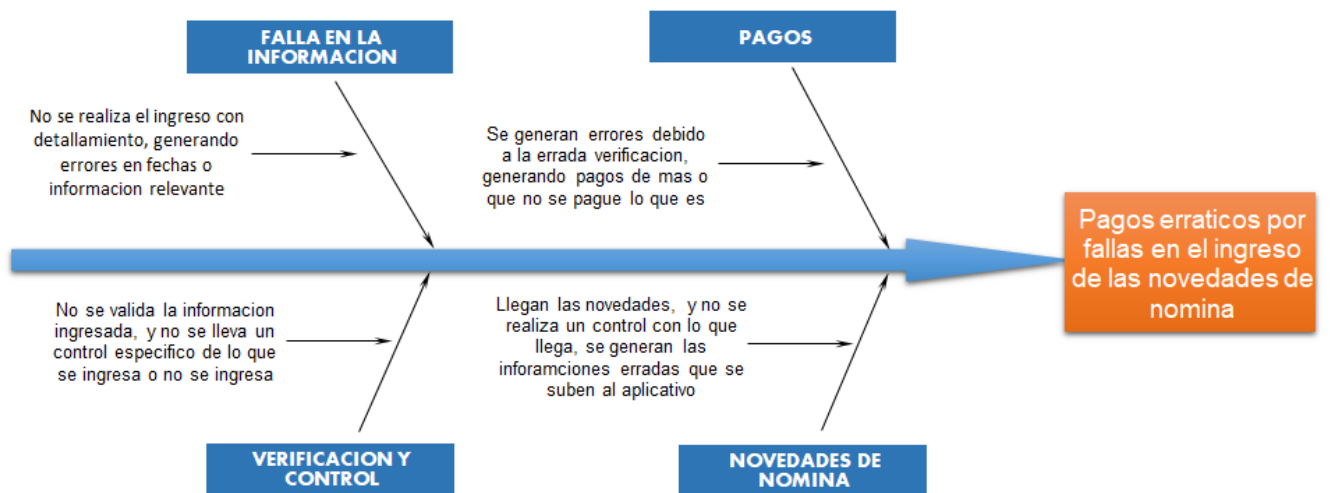 FALLA EN LA
INFORMACION
PAGOS
No se realiza el ingreso con
detallamiento, generando
errores en fechas o
informacion relevante
Se generan errores debido
a la errada verificacion,
generando pagos de mas o
que no se pague lo que es
Pagos erraticos por
fallas en el ingreso
de las novedades de
nomina
No se valida la informacion
ingresada, y no se lleva un
control especifico de lo que
se ingresa o no se ingresa
Llegan las novedades, y no se
realiza un control con lo que
llega, se generan las
inforamciones erradas que se
suben al aplicativo
VERIFICACION Y
CONTROL
NOVEDADES DE
NOMINA